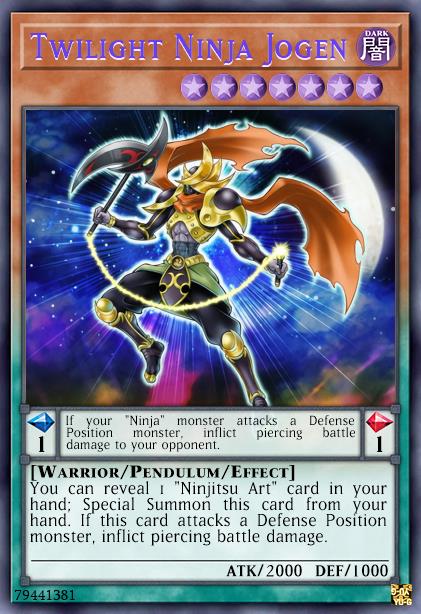 Twilight Ninja Jogen
DARK
闇
If your "Ninja" monster attacks a Defense
Position monster, inflict piercing battle
damage to your opponent.
1
1
[Warrior/Pendulum/Effect]
You can reveal 1 "Ninjitsu Art" card in your
hand; Special Summon this card from your
hand. If this card attacks a Defense Position
monster, inflict piercing battle damage.
ATK/2000 DEF/1000
79441381